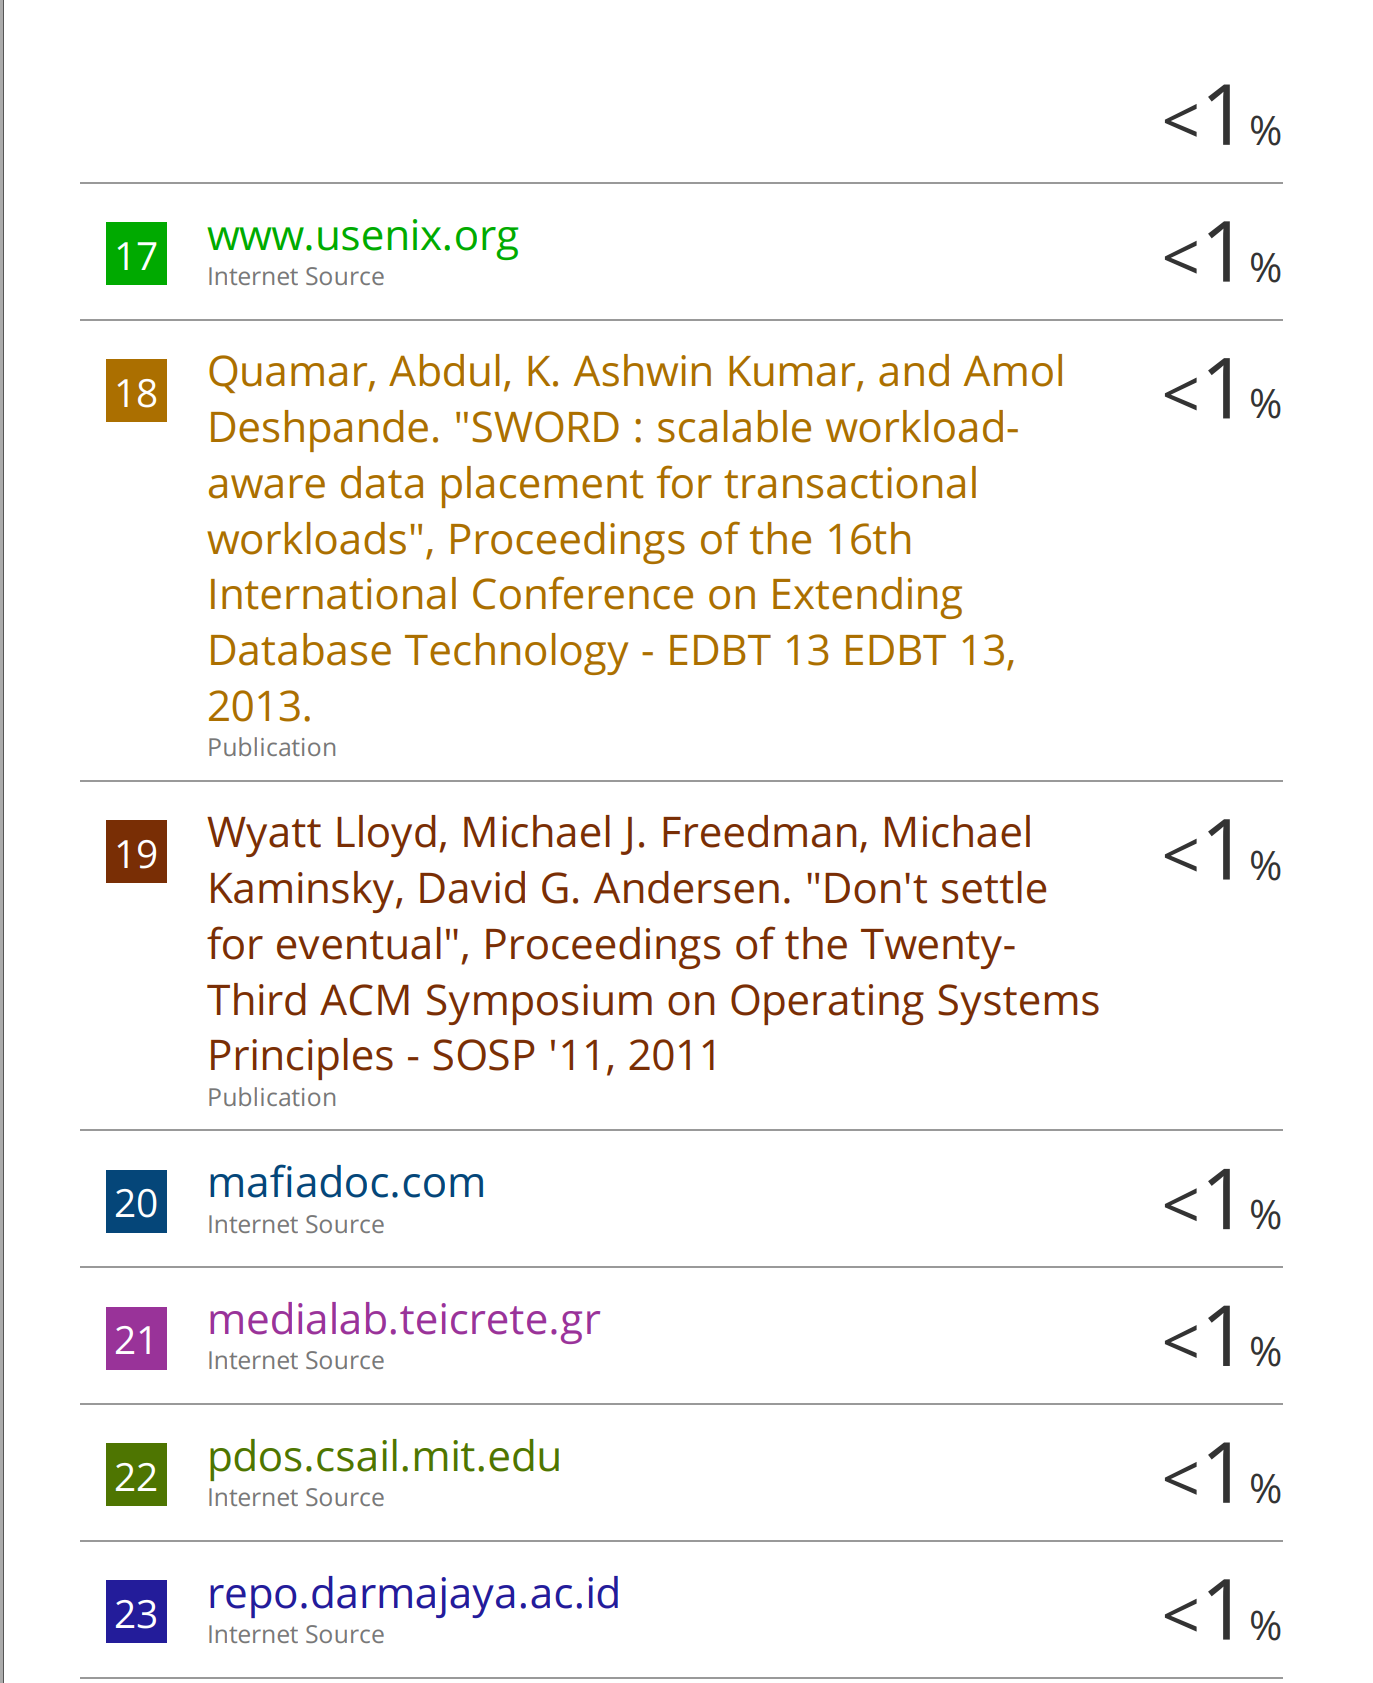 <1%
17 www.usenix.org <1%
Internet Source
18 Quamar, Abdul, K. Ashwin Kumar, and Amol <1%
Deshpande. "SWORD : scalable workload-
aware data placement for transactional
workloads", Proceedings of the 16th
International Conference on Extending
Database Technology - EDBT 13 EDBT 13,
2013.
Publication
19 Wyatt Lloyd, Michael J. Freedman, Michael <1%
Kaminsky, David G. Andersen. "Don't settle
for eventual", Proceedings of the Twenty-
Third ACM Symposium on Operating Systems
Principles - SOSP '11, 2011
Publication
20 mafiadoc.com <1%
Internet Source
21 medialab.teicrete.gr <1%
Internet Source
22 pdos.csail.mit.edu <1%
Internet Source
23 repo.darmajaya.ac.id <1%
Internet Source